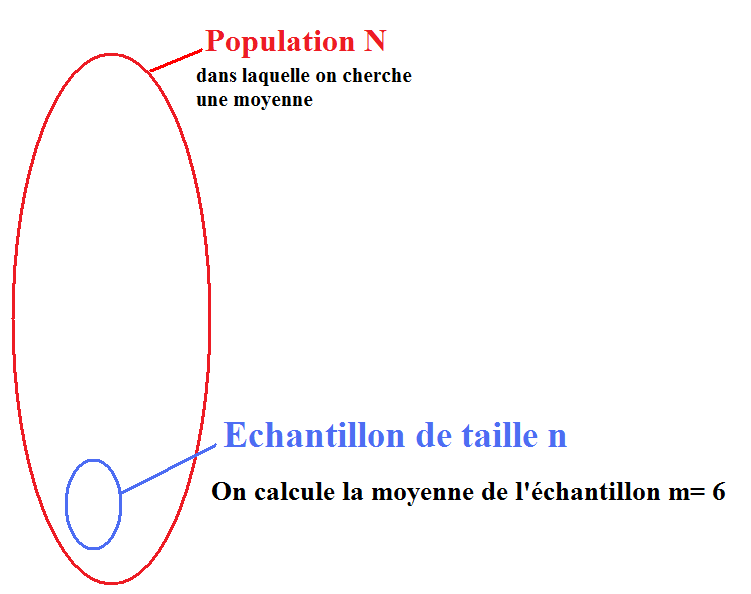 Population N
dans laquelle on cherche
une moyenne
Echantillon de taille n
On calcule la moyenne de l'échantillon m= 6